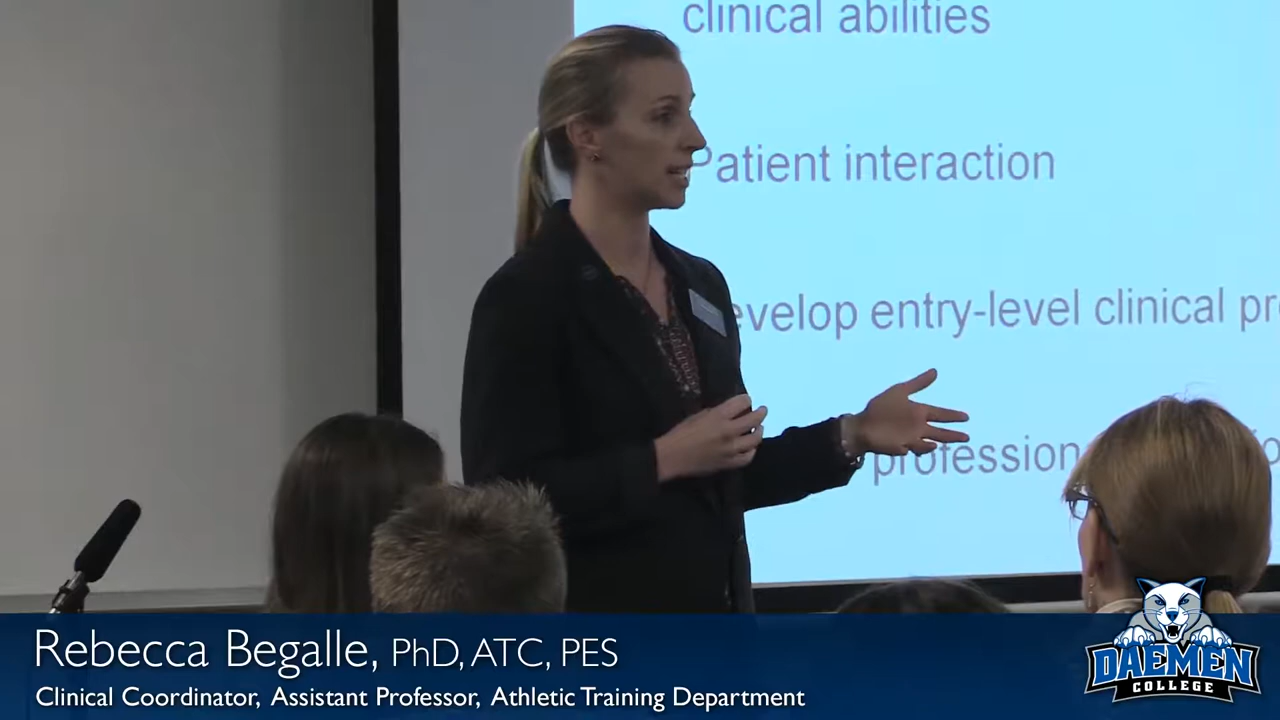 clinical abilities
Patient interaction
evelop entry-level clinical
profession
Rebecca Begalle, PhD, ATC, PES
Clinical Coordinator, Assistant Professor, Athletic Training Department
DAEMEN
COLLEGE